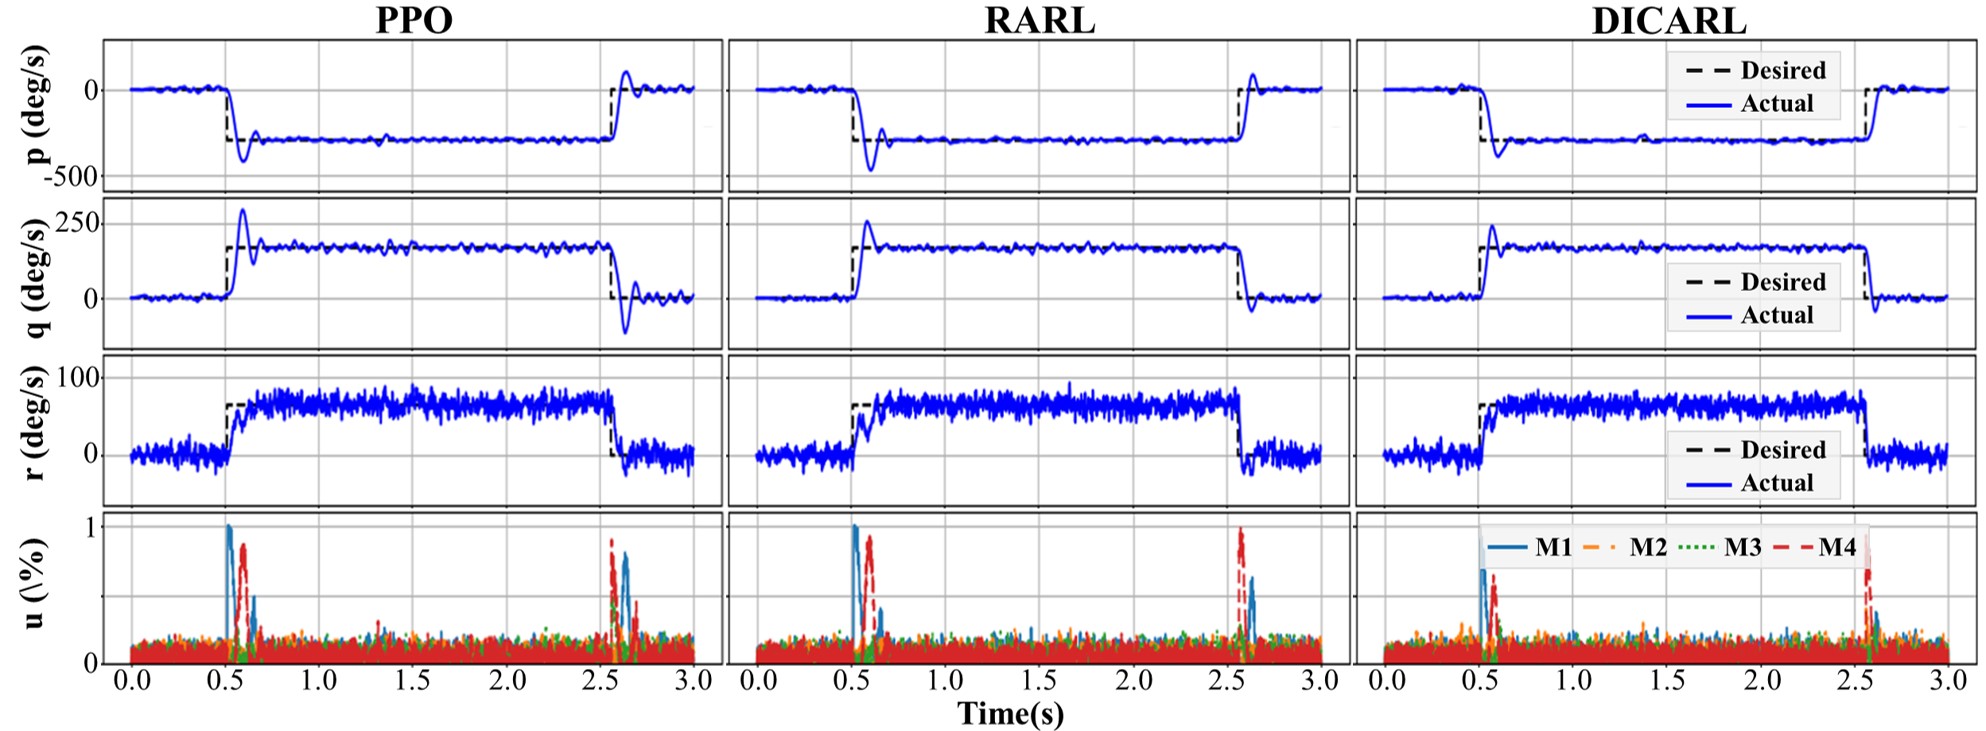 PPO RARL DICARL
p (deg/s)
0
-500
Desired
Actual
q (deg/s)
250
0
Desired
Actual
r (deg/s)
100
0
Desired
Actual
u (\%)
1
0
M1 M2 M3 M4
0.0 0.5 1.0 1.5 2.0 2.5 3.0 0.0 0.5 1.0 1.5 2.0 2.5 3.0 0.0 0.5 1.0 1.5 2.0 2.5 3.0
Time(s)